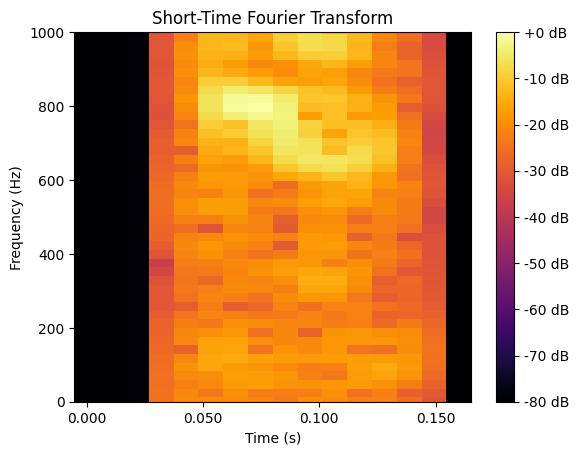 Short-Time Fourier Transform
Frequency (Hz)
1000
800
600
400
200
0
0.000
0.050
0.100
0.150
Time (s)
+0 dB
-10 dB
-20 dB
-30 dB
-40 dB
-50 dB
-60 dB
-70 dB
-80 dB